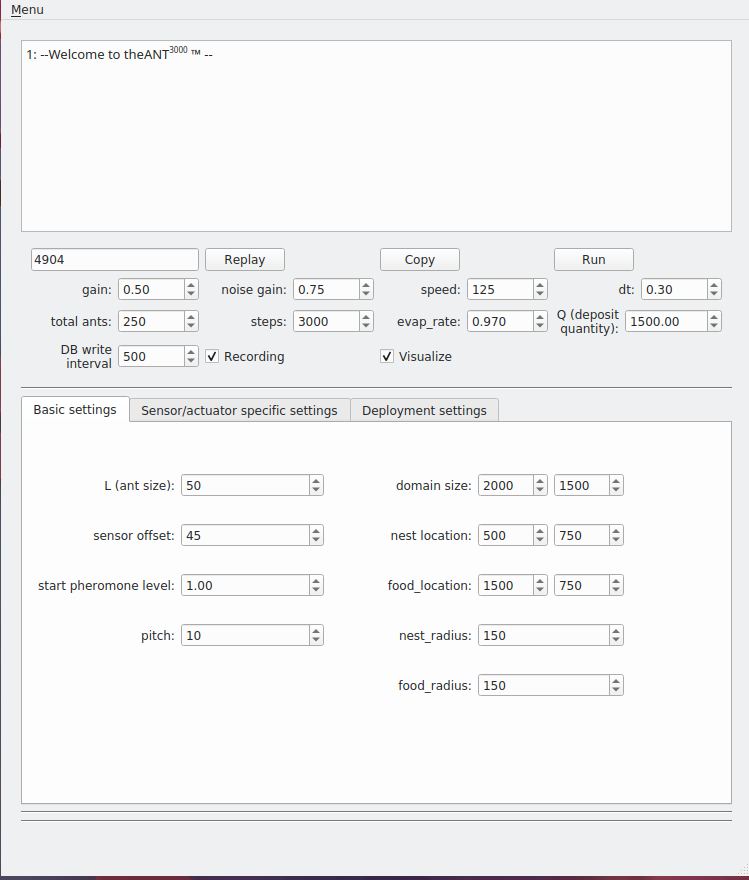 Menu
1: --Welcome to theANT3000 ™ --
4904 Replay Copy Run
gain: 0.50 noise gain: 0.75 speed: 125 dt: 0.30
total ants: 250 steps: 3000 evap_rate: 0.970 Q (deposit
quantity): 1500.00
DB write
interval 500 Recording Visualize
Basic settings Sensor/actuator specific settings Deployment settings
L (ant size): 50 domain size: 2000 1500
sensor offset: 45 nest location: 500 750
start pheromone level: 1.00 food_location: 1500 750
pitch: 10 nest_radius: 150
food_radius: 150